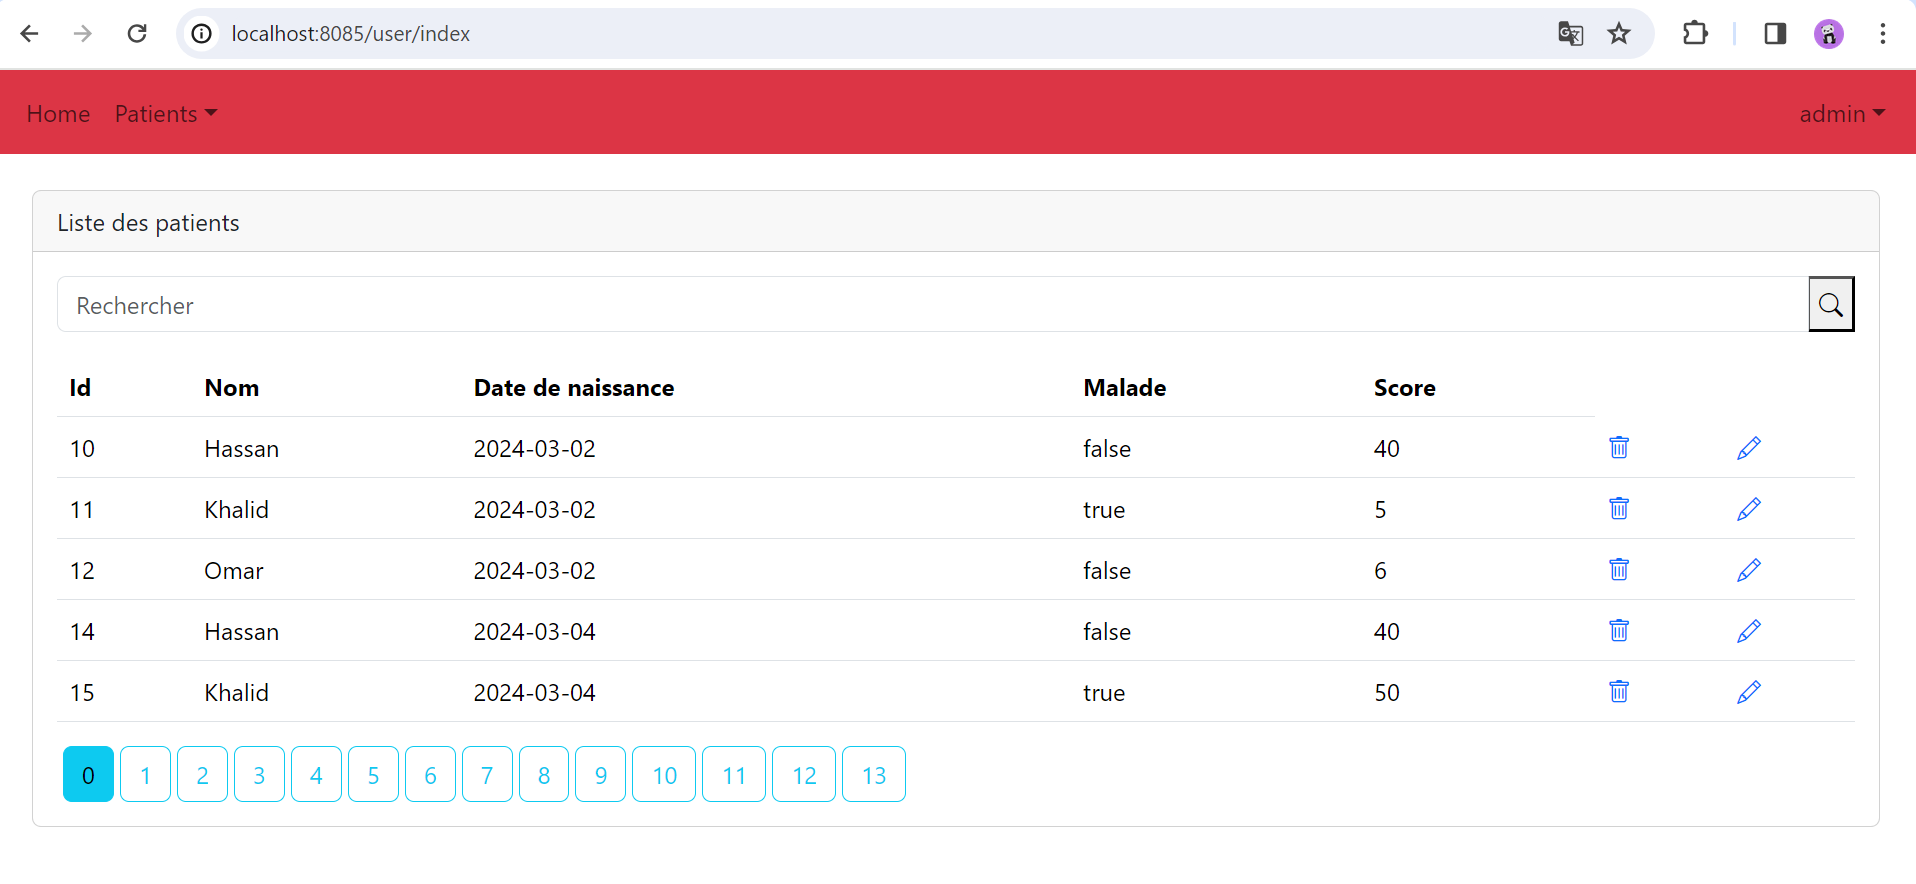 localhost:8085/user/index
Home Patients admin
Liste des patients
Rechercher
Id Nom Date de naissance Malade Score
10 Hassan 2024-03-02 false 40
11 Khalid 2024-03-02 true 5
12 Omar 2024-03-02 false 6
14 Hassan 2024-03-04 false 40
15 Khalid 2024-03-04 true 50
0 1 2 3 4 5 6 7 8 9 10 11 12 13